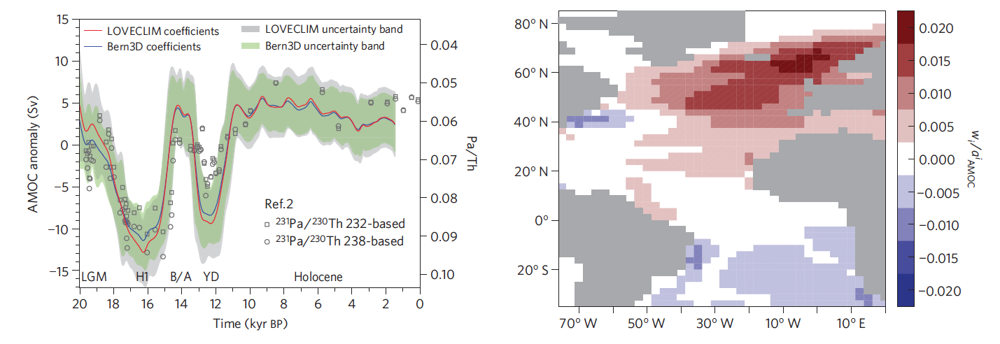 15
10
5
0
−5
−10
−15
AMOC anomaly (Sv)
LOVECLIM coefficients
Bern3D coefficients
LOVECLIM uncertainty band
Bern3D uncertainty band
Ref.2
231Pa/230Th 232-based
231Pa/230Th 238-based
LGM H1 B/A YD Holocene
20 18 16 14 12 10 8 6 4 2 0
Time (kyr BP)
0.04
0.05
0.06
0.07
0.08
0.09
0.10
Pa/Th
80° N
60° N
40° N
20° N
0°
20° S
70° W 50° W 30° W 10° W 10° E
0.020
0.015
0.010
0.005
0.000
−0.005
−0.010
−0.015
−0.020
wi/aiAMOC